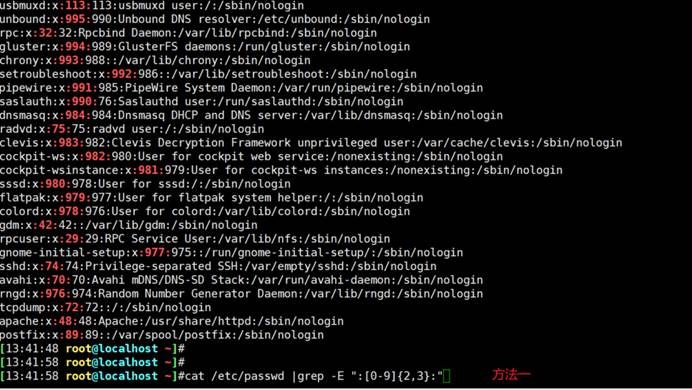 usbmuxd:x:113:113:usbmuxd user:/:/sbin/nologin
unbound:x:995:990:Unbound DNS resolver:/etc/unbound:/sbin/nologin
rpc:x:32:32:Rpcbind Daemon:/var/lib/rpcbind:/sbin/nologin
gluster:x:994:989:GlusterFS daemons:/run/gluster:/sbin/nologin
chrony:x:993:988::/var/lib/chrony:/sbin/nologin
setroubleshoot:x:992:986::/var/lib/setroubleshoot:/sbin/nologin
pipewire:x:991:985:PipeWire System Daemon:/var/run/pipewire:/sbin/nologin
saslauth:x:990:76:Saslauthd user:/run/saslauthd:/sbin/nologin
dnsmasq:x:984:984:Dnsmasq DHCP and DNS server:/var/lib/dnsmasq:/sbin/nologin
radvd:x:75:75:radvd user:/:/sbin/nologin
clevis:x:983:982:Clevis Decryption Framework unprivileged user:/var/cache/clevis:/sbin/nologin
cockpit-ws:x:982:980:User for cockpit web service:/nonexisting:/sbin/nologin
cockpit-wsinstance:x:981:979:User for cockpit-ws instances:/nonexisting:/sbin/nologin
sssd:x:980:978:User for sssd:/:/sbin/nologin
flatpak:x:979:977:User for flatpak system helper:/:/sbin/nologin
colord:x:978:976:User for colord:/var/lib/colord:/sbin/nologin
gdm:x:42:42::/var/lib/gdm:/sbin/nologin
rpcuser:x:29:29:RPC Service User:/var/lib/nfs:/sbin/nologin
gnome-initial-setup:x:977:975::/run/gnome-initial-setup/:/sbin/nologin
sshd:x:74:74:Privilege-separated SSH:/var/empty/sshd:/sbin/nologin
avahi:x:70:70:Avahi mDNS/DNS-SD Stack:/var/run/avahi-daemon:/sbin/nologin
rngd:x:976:974:Random Number Generator Daemon:/var/lib/rngd:/sbin/nologin
tcpdump:x:72:72::/:/sbin/nologin
apache:x:48:48:Apache:/usr/share/httpd:/sbin/nologin
postfix:x:89:89::/var/spool/postfix:/sbin/nologin
[13:41:48 root@localhost ~]#
[13:41:58 root@localhost ~]#
[13:41:58 root@localhost ~]#cat /etc/passwd |grep -E ":[0-9]{2,3}:" 方法一